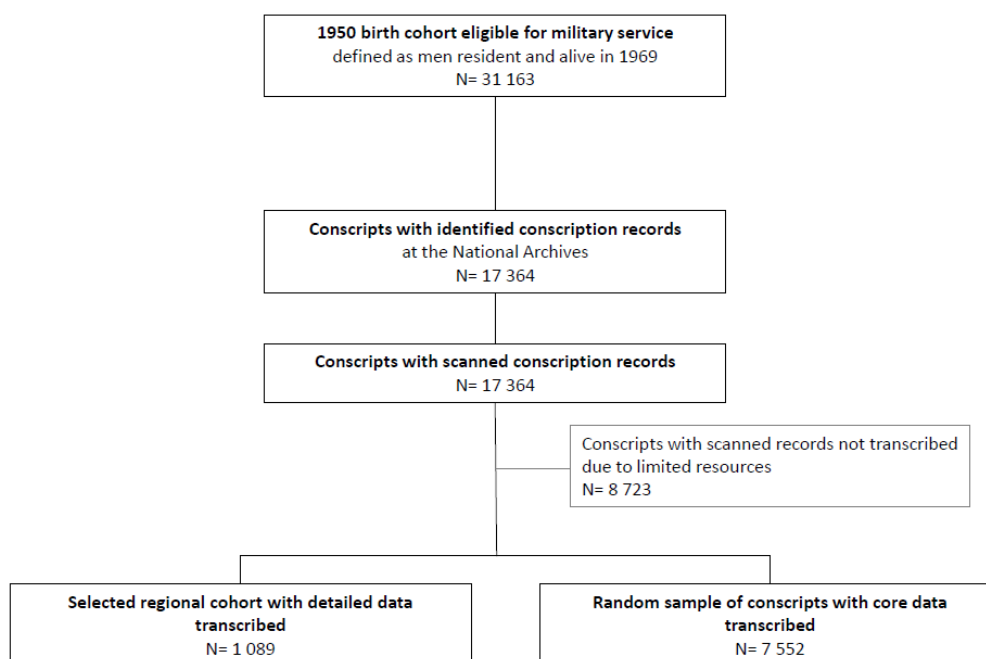 1950 birth cohort eligible for military service
defined as men resident and alive in 1969
N= 31 163
Conscripts with identified conscription records
at the National Archives
N= 17 364
Conscripts with scanned conscription records
N= 17 364
Conscripts with scanned records not transcribed
due to limited resources
N= 8 723
Selected regional cohort with detailed data
transcribed
N= 1 089
Random sample of conscripts with core data
transcribed
N= 7 552